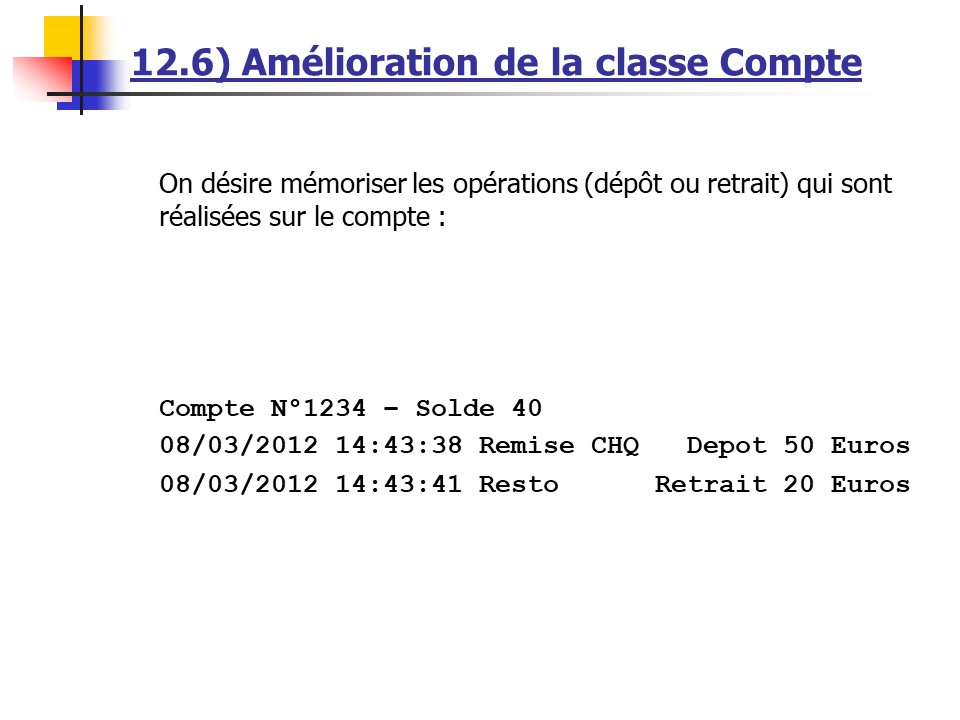 12.6) Amélioration de la classe Compte
On désire mémoriser les opérations (dépôt ou retrait) qui sont
réalisées sur le compte :
Compte N°1234 – Solde 40
08/03/2012 14:43:38 Remise CHQ   Depot 50 Euros
08/03/2012 14:43:41 Resto      Retrait 20 Euros